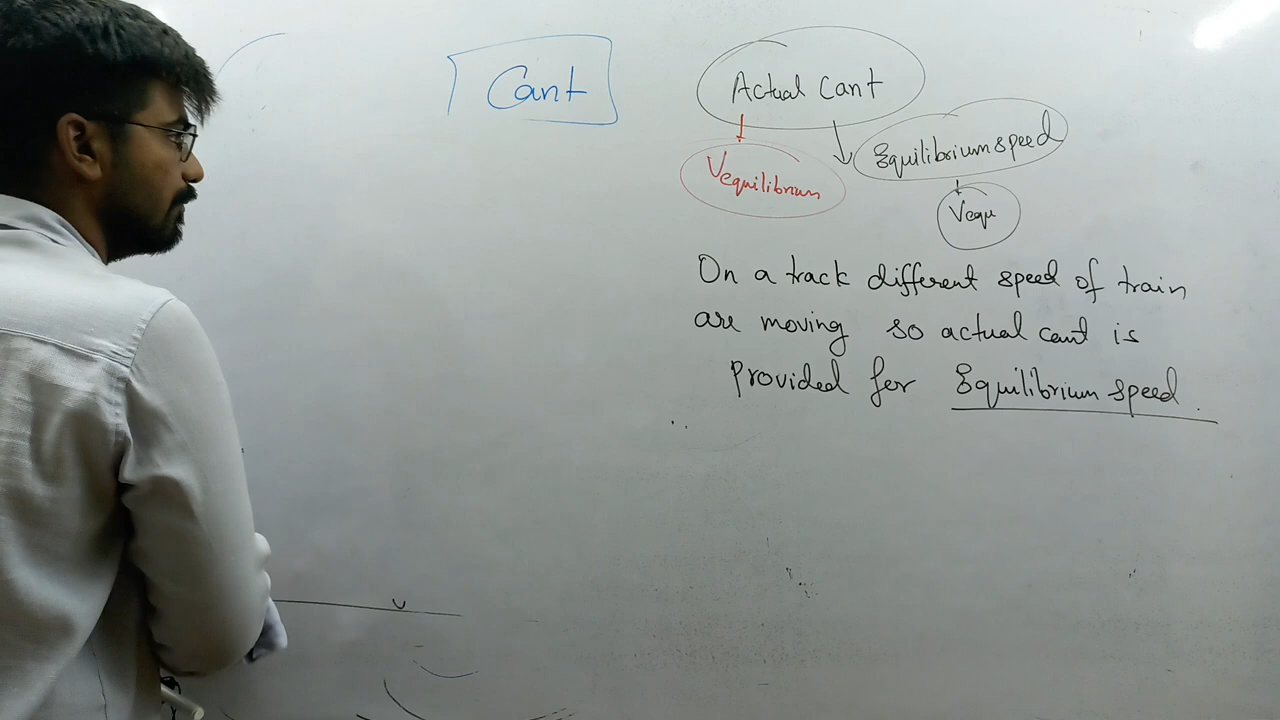 Cant
Actual Cant
Equilibrium speed
Vequilibrium
Vequ
On a track different speed of train
are moving so actual cant is
Provided for Equilibrium speed.